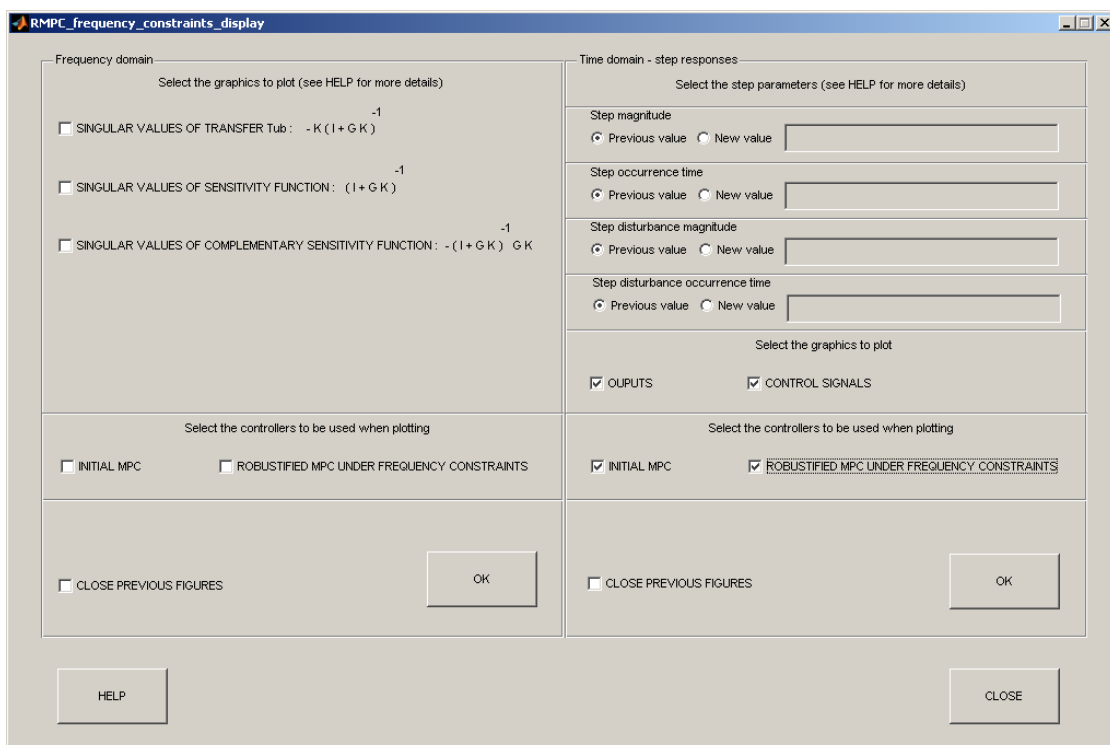 RMPC_frequency_constraints_display
Frequency domain
Select the graphics to plot (see HELP for more details)
SINGULAR VALUES OF TRANSFER Tub : - K ( I + G K )-1
SINGULAR VALUES OF SENSITIVITY FUNCTION : ( I + G K )-1
SINGULAR VALUES OF COMPLEMENTARY SENSITIVITY FUNCTION : - ( I + G K )-1 G K
Select the controllers to be used when plotting
INITIAL MPC ROBUSTIFIED MPC UNDER FREQUENCY CONSTRAINTS
CLOSE PREVIOUS FIGURES OK
Time domain - step responses
Select the step parameters (see HELP for more details)
Step magnitude
Previous value New value
Step occurrence time
Previous value New value
Step disturbance magnitude
Previous value New value
Step disturbance occurrence time
Previous value New value
Select the graphics to plot
OUPUTS CONTROL SIGNALS
Select the controllers to be used when plotting
INITIAL MPC ROBUSTIFIED MPC UNDER FREQUENCY CONSTRAINTS
CLOSE PREVIOUS FIGURES OK
HELP CLOSE